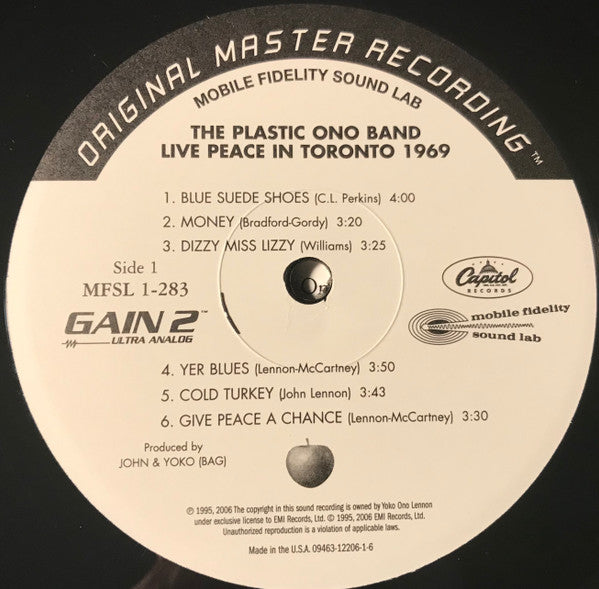 ORIGINAL MASTER RECORDING™
MOBILE FIDELITY SOUND LAB
THE PLASTIC ONO BAND
LIVE PEACE IN TORONTO 1969
1. BLUE SUEDE SHOES (C.L. Perkins) 4:00
2. MONEY (Bradford-Gordy) 3:20
3. DIZZY MISS LIZZY (Williams) 3:25
Side 1
MFSL 1-283
GAIN 2™
ULTRA ANALOG
On
Capitol
RECORDS
mobile fidelity
sound lab
4. YER BLUES (Lennon-McCartney) 3:50
5. COLD TURKEY (John Lennon) 3:43
6. GIVE PEACE A CHANCE (Lennon-McCartney) 3:30
Produced by
JOHN & YOKO (BAG)
℗ 1995, 2006 The copyright in this sound recording is owned by Yoko Ono Lennon
under exclusive license to EMI Records, Ltd. © 1995, 2006 EMI Records, Ltd.
Unauthorized reproduction is a violation of applicable laws.
Made in the U.S.A. 09463-12206-1-6